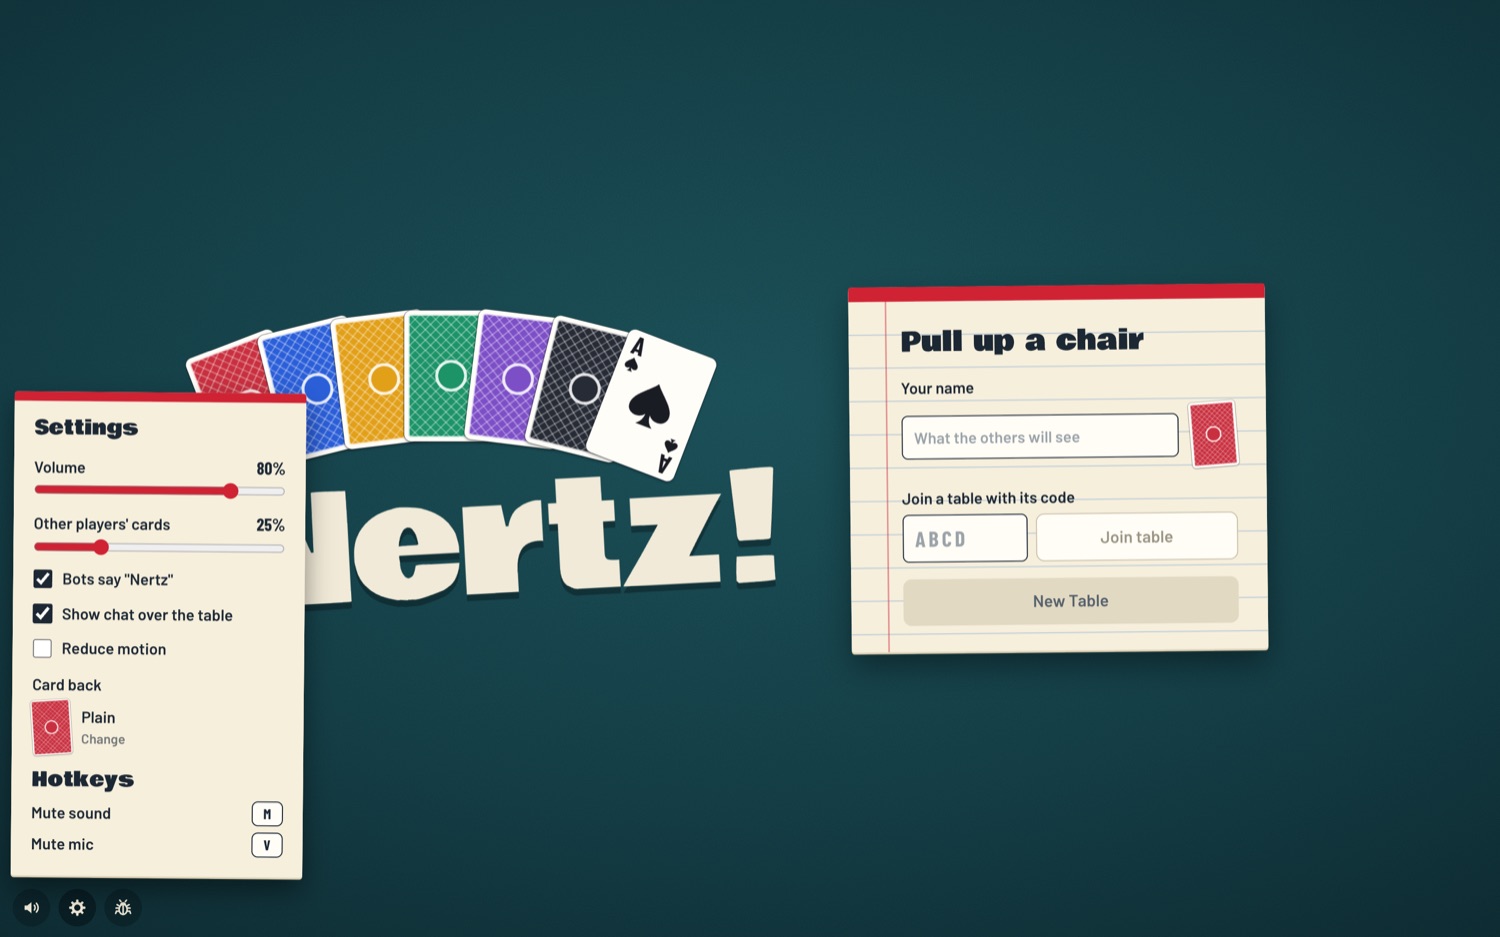 A
A
Nertz!
Settings
Volume 80%
Other players' cards 25%
Bots say "Nertz"
Show chat over the table
Reduce motion
Card back
Plain
Change
Hotkeys
Mute sound M
Mute mic V
Pull up a chair
Your name
What the others will see
Join a table with its code
ABCD
Join table
New Table